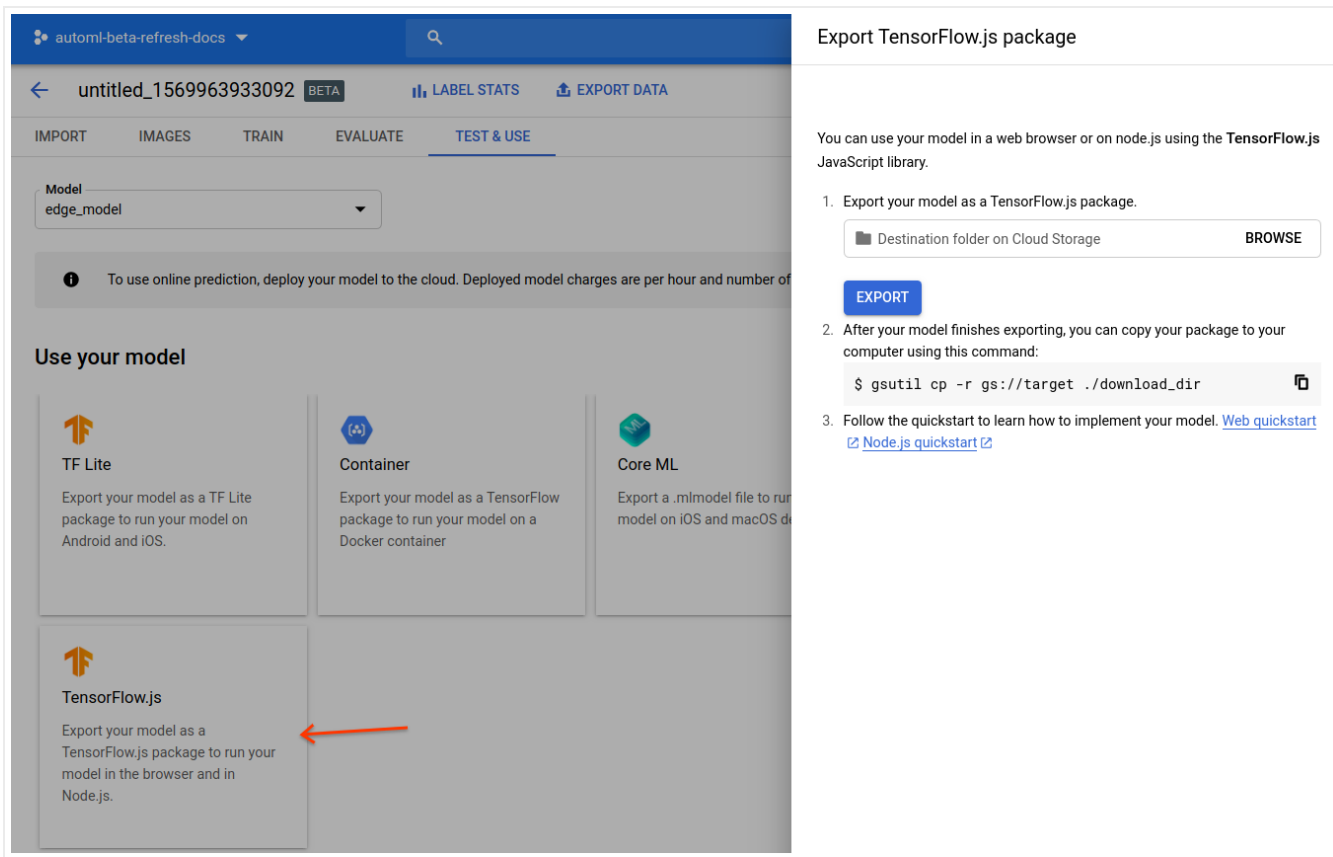 automl-beta-refresh-docs
untitled_1569963933092 BETA
LABEL STATS
EXPORT DATA
IMPORT
IMAGES
TRAIN
EVALUATE
TEST & USE
Model
edge_model
To use online prediction, deploy your model to the cloud. Deployed model charges are per hour and number of
Use your model
TF Lite
Export your model as a TF Lite
package to run your model on
Android and iOS.
Container
Export your model as a TensorFlow
package to run your model on a
Docker container
Core ML
Export a .mlmodel file to run
model on iOS and macOS de
TensorFlow.js
Export your model as a
TensorFlow.js package to run your
model in the browser and in
Node.js.
Export TensorFlow.js package
You can use your model in a web browser or on node.js using the TensorFlow.js
JavaScript library.
1. Export your model as a TensorFlow.js package.
Destination folder on Cloud Storage
BROWSE
EXPORT
2. After your model finishes exporting, you can copy your package to your
computer using this command:
$ gsutil cp -r gs://target ./download_dir
3. Follow the quickstart to learn how to implement your model. Web quickstart
Node.js quickstart